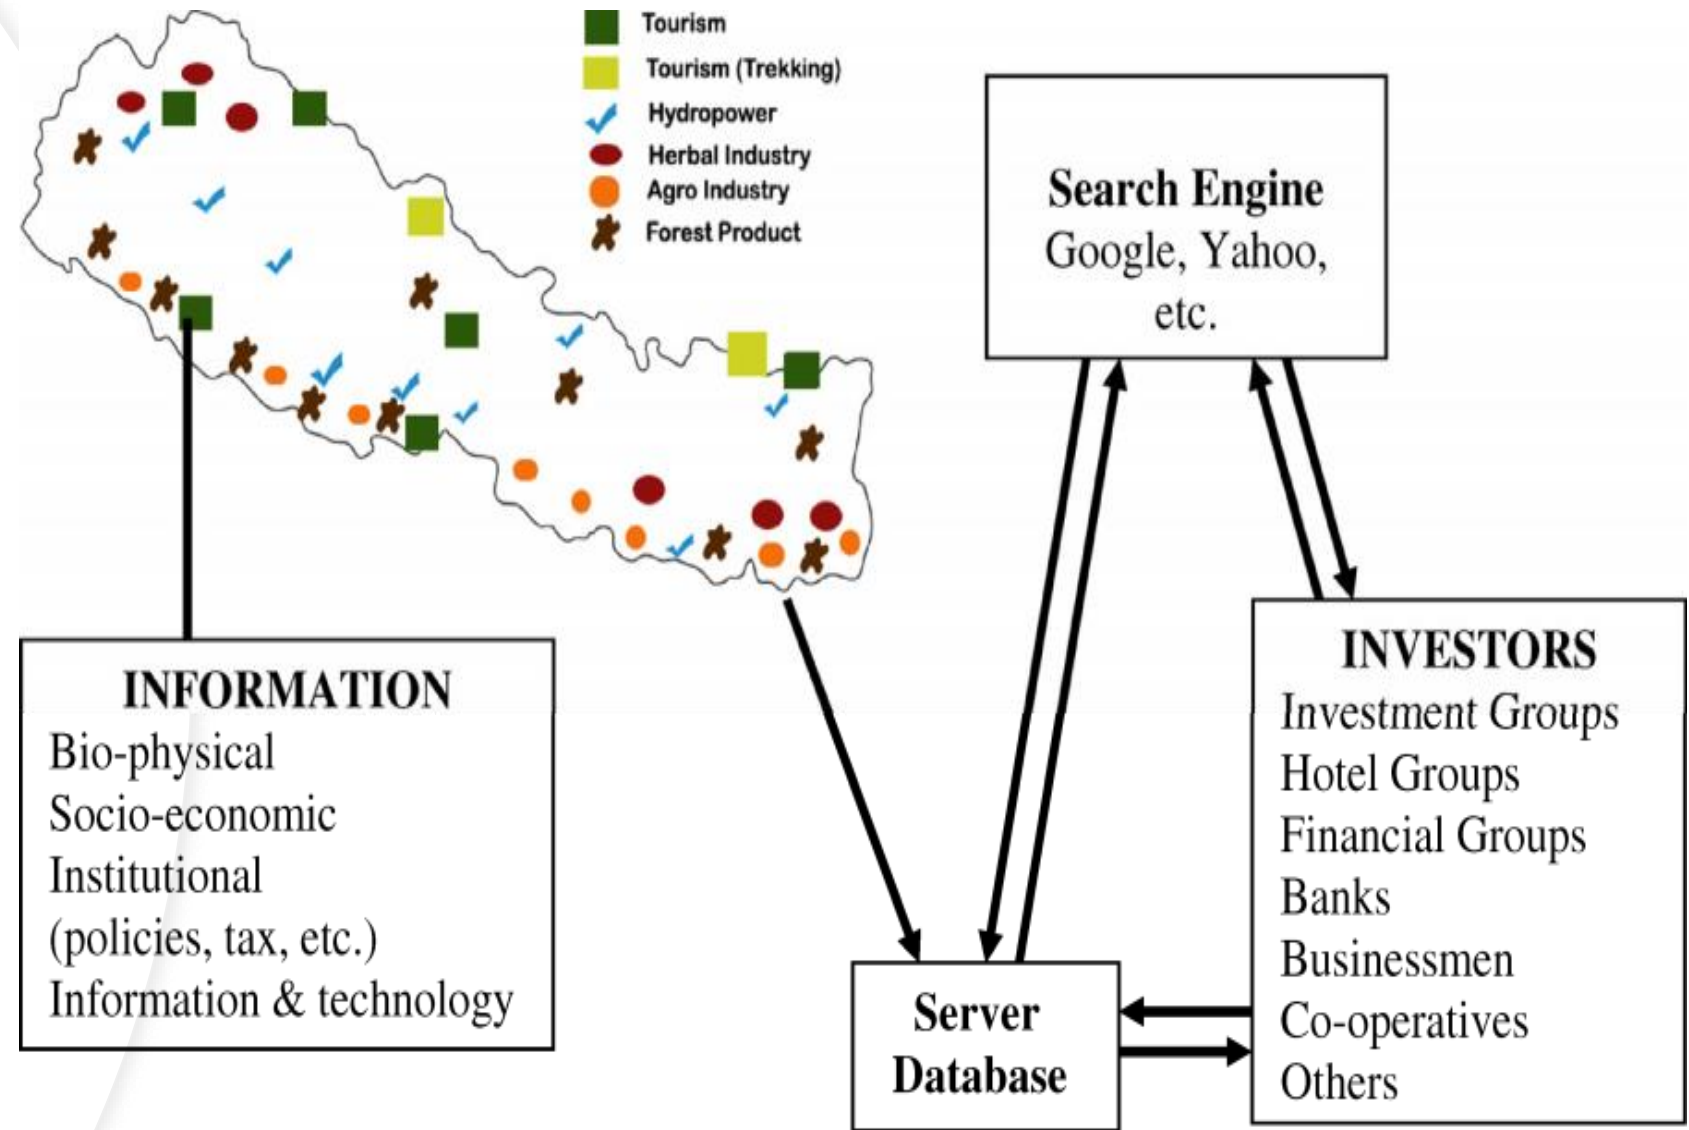 Tourism
Tourism (Trekking)
Hydropower
Herbal Industry
Agro Industry
Forest Product
Search Engine
Google, Yahoo,
etc.
INFORMATION
Bio-physical
Socio-economic
Institutional
(policies, tax, etc.)
Information & technology
Server
Database
INVESTORS
Investment Groups
Hotel Groups
Financial Groups
Banks
Businessmen
Co-operatives
Others